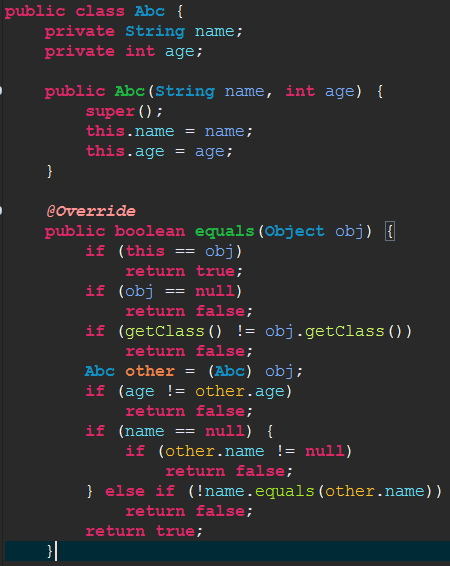 public class Abc {
    private String name;
    private int age;

    public Abc(String name, int age) {
        super();
        this.name = name;
        this.age = age;
    }

    @Override
    public boolean equals(Object obj) {
        if (this == obj)
            return true;
        if (obj == null)
            return false;
        if (getClass() != obj.getClass())
            return false;
        Abc other = (Abc) obj;
        if (age != other.age)
            return false;
        if (name == null) {
            if (other.name != null)
                return false;
        } else if (!name.equals(other.name))
            return false;
        return true;
    }